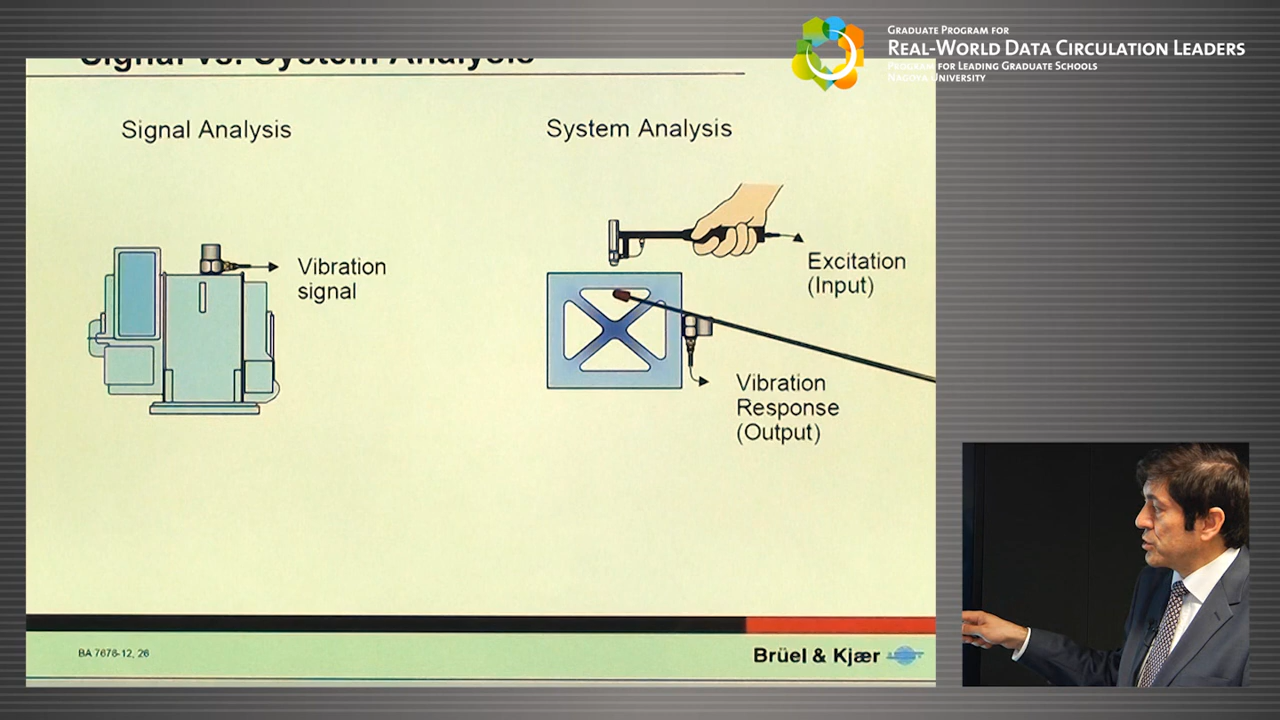 GRADUATE PROGRAM FOR
REAL-WORLD DATA CIRCULATION LEADERS
PROGRAM FOR LEADING GRADUATE SCHOOLS
NAGOYA UNIVERSITY
Signal vs. System Analysis
Signal Analysis
System Analysis
Vibration
signal
Excitation
(Input)
Vibration
Response
(Output)
BA 7676-12, 26
Brüel & Kjær